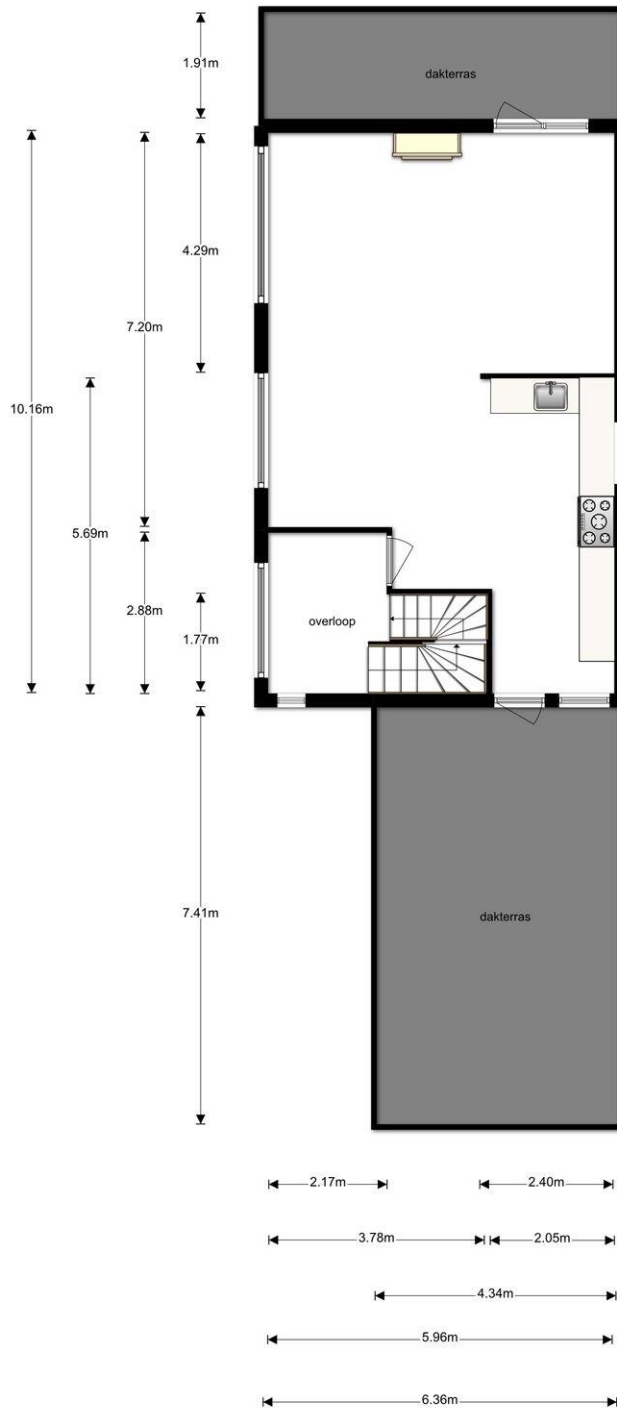 1.91m
dakterras
4.29m
7.20m
10.16m
5.69m
2.88m
overloop
1.77m
7.41m
dakterras
2.17m
2.40m
3.78m
2.05m
4.34m
5.96m
6.36m